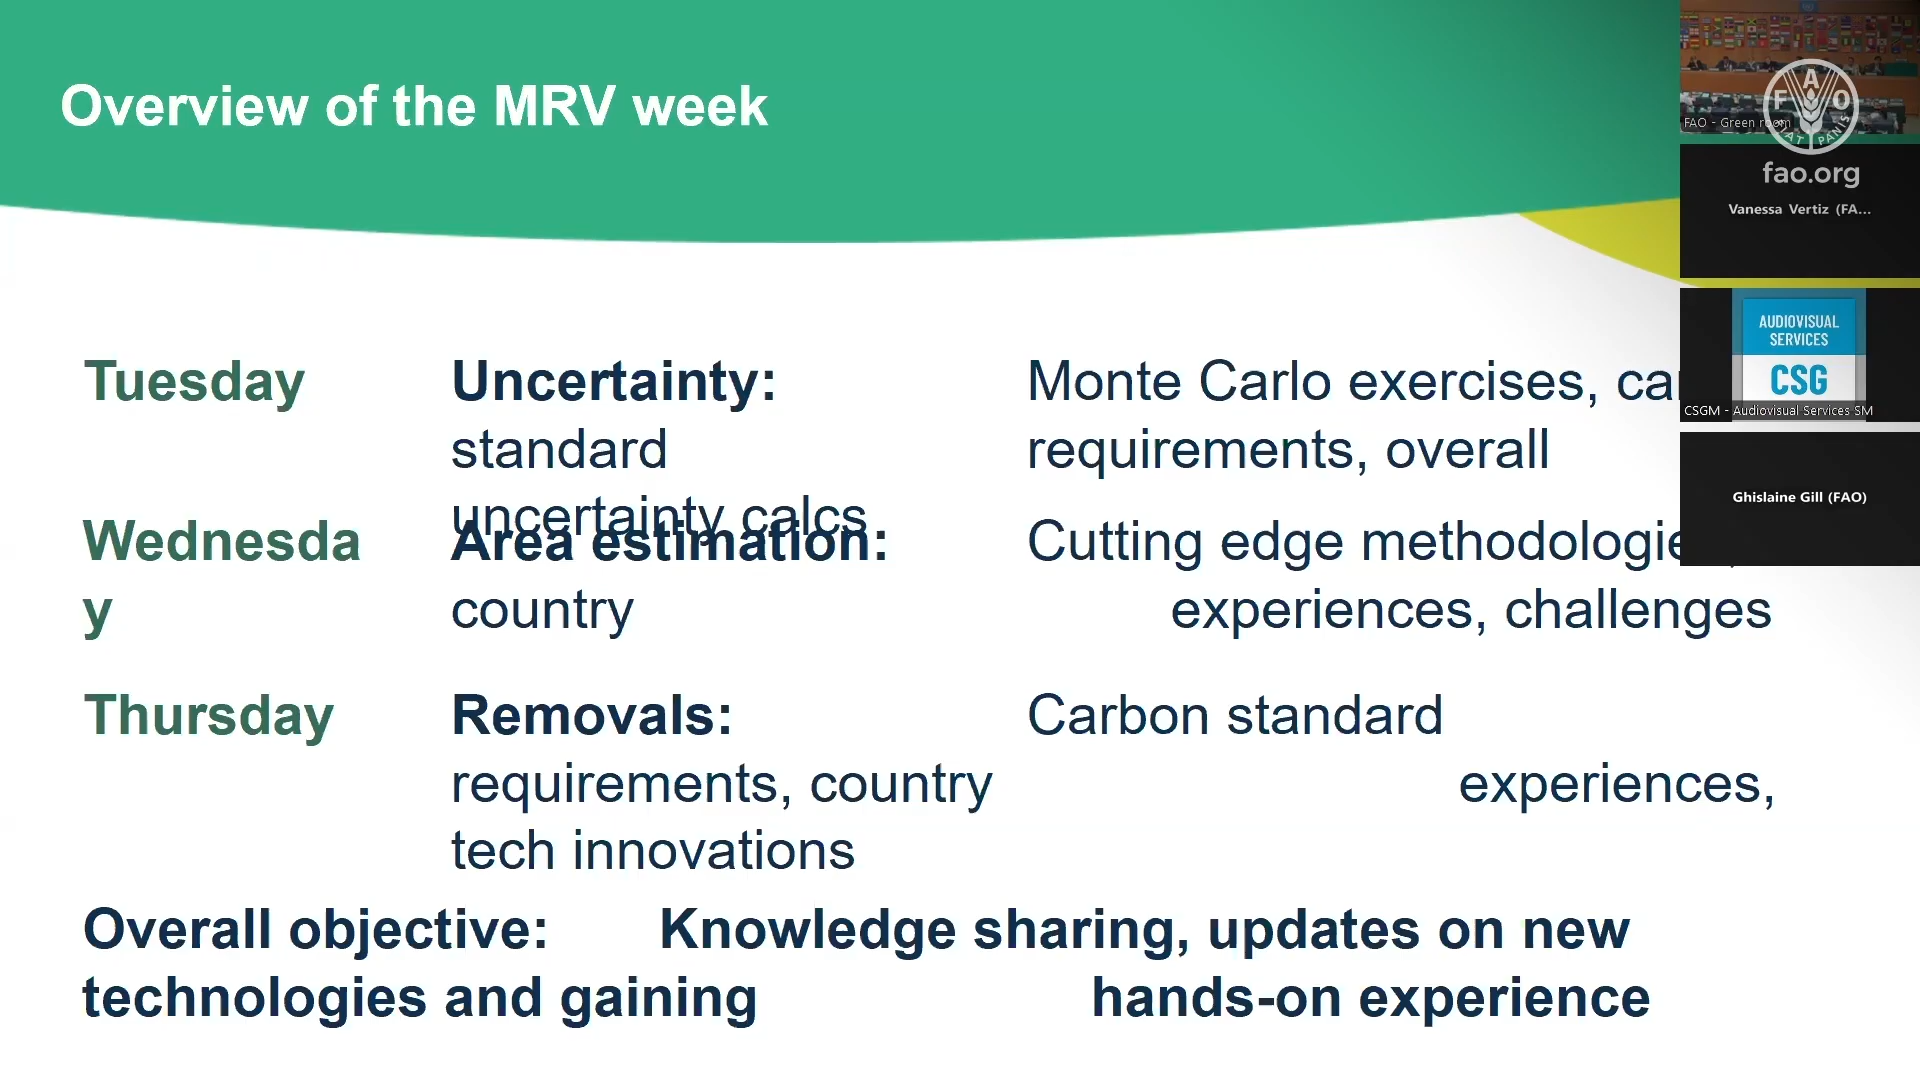 Overview of the MRV week
Tuesday Uncertainty: Monte Carlo exercises,
standard requirements, overall
uncertainty calcs
Wednesda Area estimation: Cutting edge
y country experiences, challenges
Thursday Removals: Carbon standard
requirements, country experiences,
tech innovations
Overall objective: Knowledge sharing, updates on new
technologies and gaining hands-on experience
FAO - Green room
F A O
FIAT PANIS
fao.org
Vanessa Vertiz (FA...
AUDIOVISUAL
SERVICES
CSG
CSGM - Audiovisual Services SM
Ghislaine Gill (FAO)